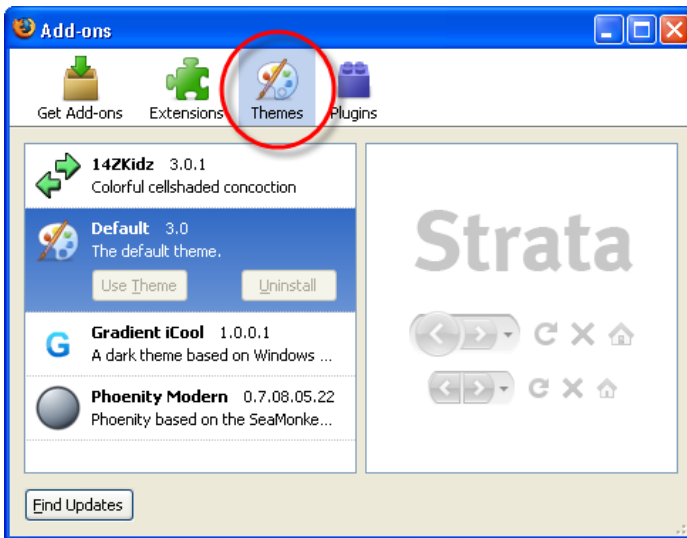 Add-ons
Get Add-ons Extensions Themes Plugins
14ZKidz 3.0.1
Colorful cellshaded concoction
Default 3.0
The default theme.
Use Theme Uninstall
Gradient iCool 1.0.0.1
A dark theme based on Windows ...
Phoenity Modern 0.7.08.05.22
Phoenity based on the SeaMonke...
Strata
Find Updates